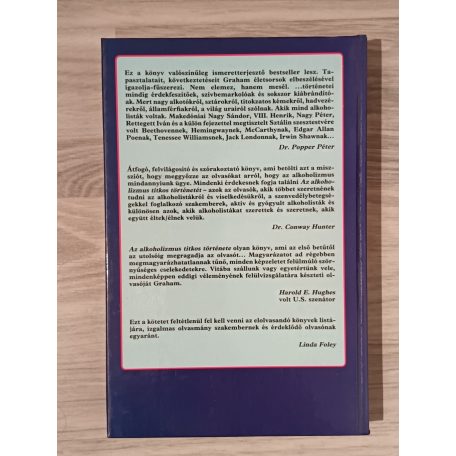 Ez a könyv valószínűleg ismeretterjesztő bestseller lesz. Ta-
pasztalatait, következtetéseit Graham életsorsok elbeszélésével
igazolja-fűszerezi. Nem elemez, hanem mesél. ...történetei
mindig érdekfeszítőek, szívbemarkolóak és sokszor kiábrándító-
ak. Mert nagy alkotókról, sztárokról, titokzatos kémekről, hadvezé-
rekről, államférfiakról, a világ urairól szólnak. Akik mind alkoho-
listák voltak. Makedóniai Nagy Sándor, VIII. Henrik, Nagy Péter,
Rettegett Iván és a külön fejezettel megtisztelt Sztálin szesztestvére
volt Beethovennek, Hemingwaynek, McCarthynak, Edgar Allan
Poenak, Tenessee Williamsnek, Jack Londonnak, Irwin Shawnak...
Dr. Popper Péter
Átfogó, felvilágosító és szórakoztató könyv, ami betölti azt a misz-
sziót, hogy meggyőzze az olvasókat arról, hogy az alkoholizmus
mindannyiunk ügye. Mindenki érdekesnek fogja találni Az alkoho-
lizmus titkos történetét – azok az olvasók, akik többet szeretnének
tudni az alkoholistákról és viselkedésükről, a szenvedélybetegsé-
gekkel foglalkozó szakemberek, aktív és gyógyult alkoholisták és
különösen azok, akik alkoholistákat szerettek és szeretnek, akik
együtt éltek/élnek velük.
Dr. Conway Hunter
Az alkoholizmus titkos története olyan könyv, ami az első betűtől
az utolsóig megragadja az olvasót... Magyarázatot ad régebben
megmagyarázhatatlannak tűnő, minden képzeletet felülmúló ször-
nyűséges cselekedetekre. Vitába szállunk vagy egyetértünk vele,
mindenképpen eddigi véleményének felülvizsgálatára készteti ol-
vasóját Graham.
Harold E. Hughes
volt U.S. szenátor
Ezt a kötetet feltétlenül fel kell venni az elolvasandó könyvek listá-
jára, izgalmas olvasmány szakembernek és érdeklődő olvasónak
egyaránt.
Linda Foley